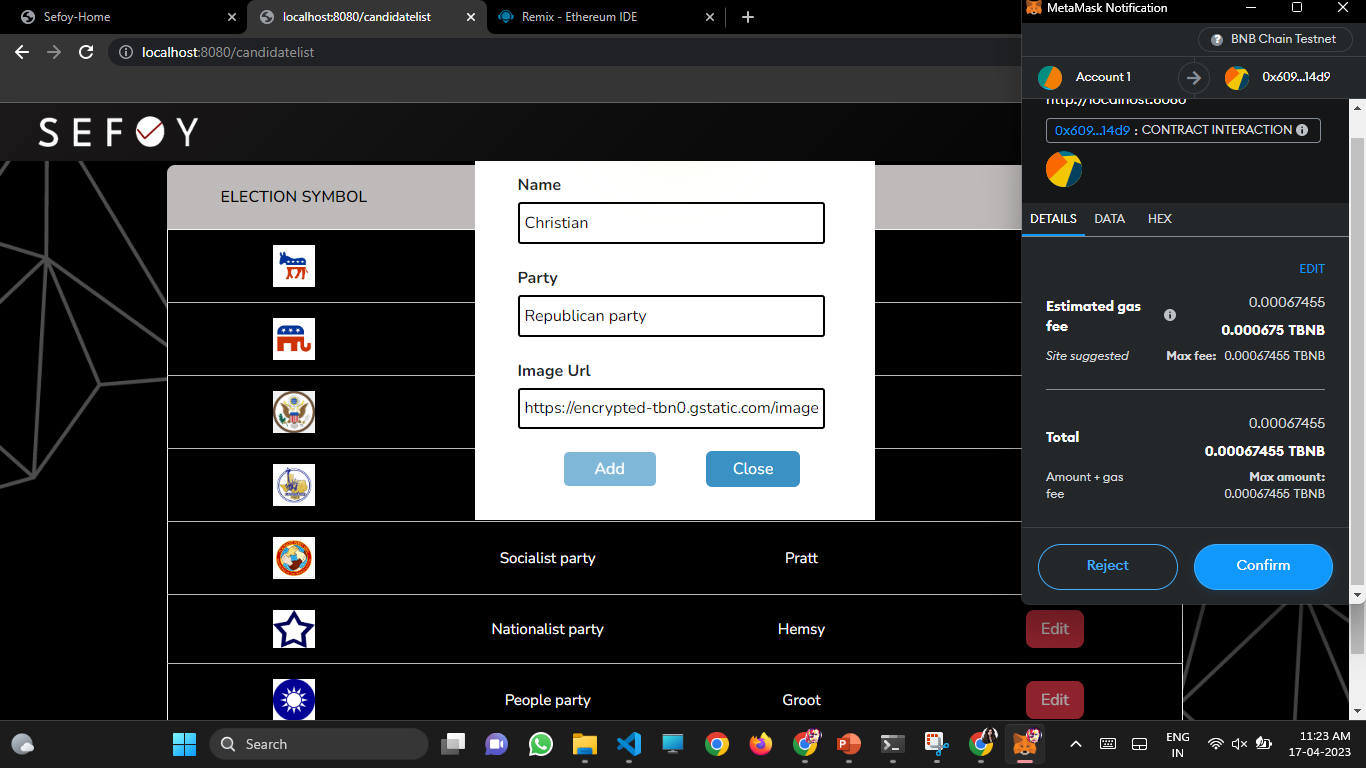 Sefoy-Home
localhost:8080/candidatelist
Remix - Ethereum IDE
localhost:8080/candidatelist
SEFOY
ELECTION SYMBOL
Name
Christian
Party
Republican party
Image Url
https://encrypted-tbn0.gstatic.com/image
Add
Close
Socialist party
Pratt
Nationalist party
Hemsy
Edit
People party
Groot
Edit
MetaMask Notification
BNB Chain Testnet
Account 1
0x609...14d9
http://localhost:8080
0x609...14d9 : CONTRACT INTERACTION
DETAILS
DATA
HEX
EDIT
Estimated gas
fee
0.00067455
0.000675 TBNB
Site suggested
Max fee: 0.00067455 TBNB
Total
0.00067455
0.00067455 TBNB
Amount + gas
fee
Max amount:
0.00067455 TBNB
Reject
Confirm
Search
ENG
IN
11:23 AM
17-04-2023